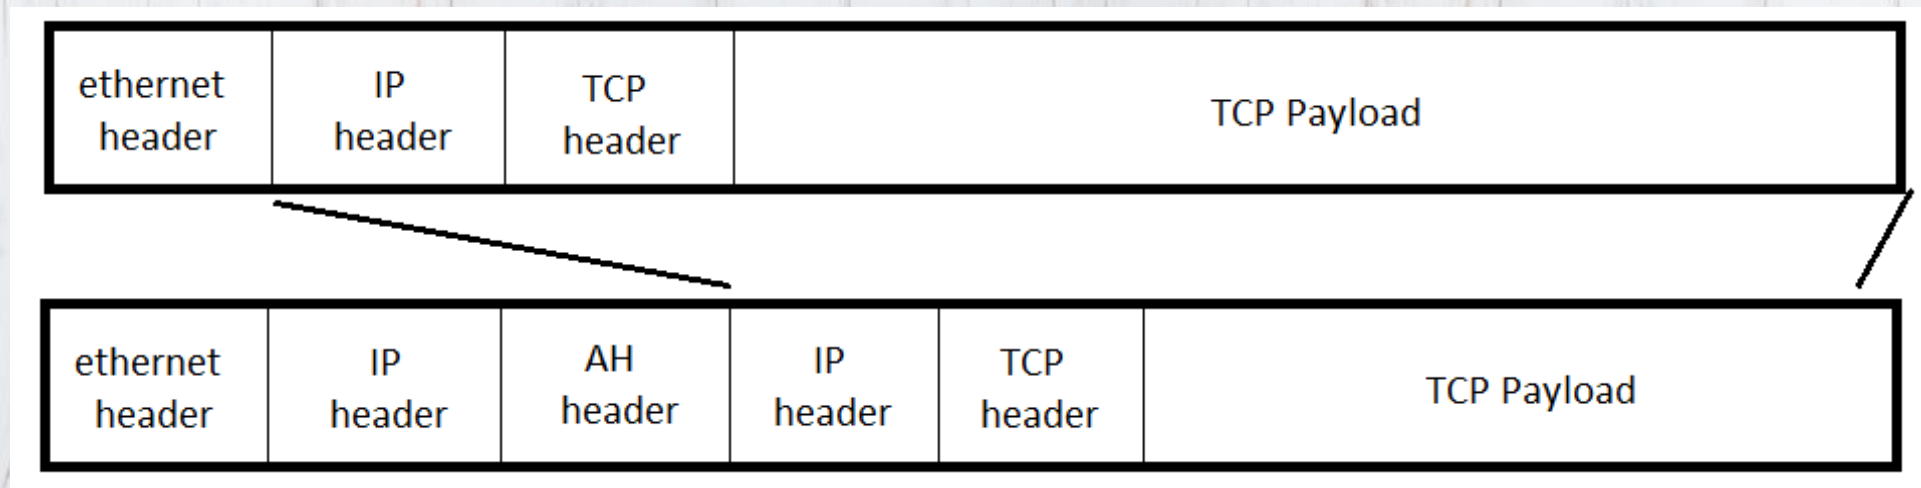 ethernet
header
IP
header
TCP
header
TCP Payload
ethernet
header
IP
header
AH
header
IP
header
TCP
header
TCP Payload